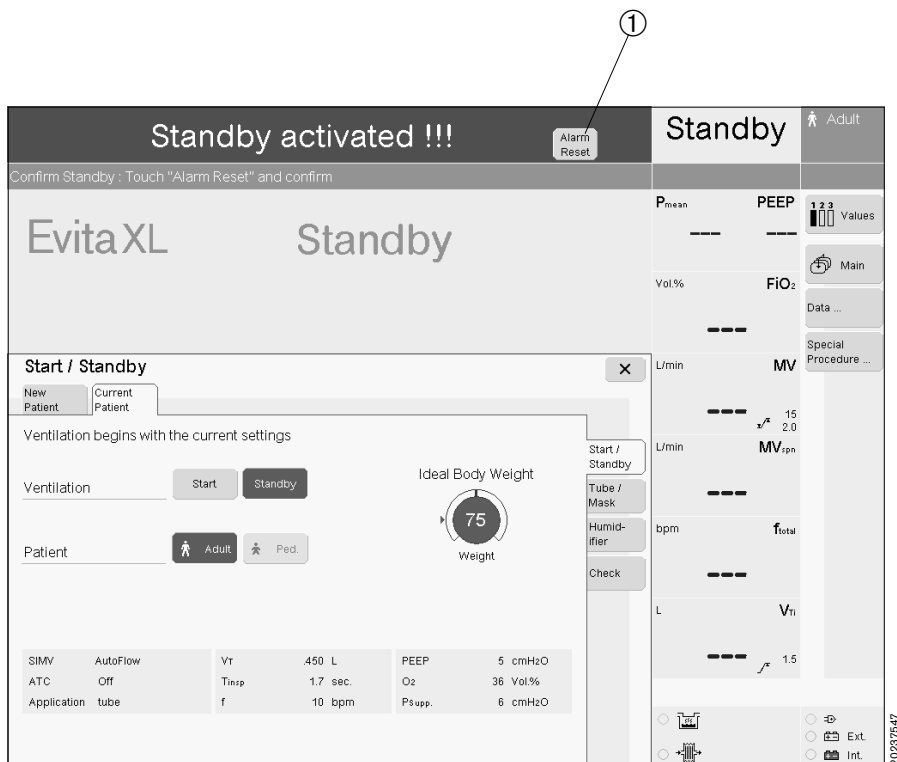 ①
Standby activated !!!
Alarm
Reset
Standby
Adult
Confirm Standby : Touch "Alarm Reset" and confirm
Evita XL
Standby
Pmean PEEP
--- ---
1 2 3
Values
Main
Vol.% FiO2
---
Data ...
Special
Procedure ...
Start / Standby
×
New
Patient
Current
Patient
Ventilation begins with the current settings
Ventilation
Start
Standby
Ideal Body Weight
75
Weight
Patient
Adult
Ped.
Start /
Standby
Tube /
Mask
Humid-
ifier
Check
L/min MV
--- 15
2.0
L/min MVspn
---
bpm ftotal
---
L VTi
--- 1.5
SIMV AutoFlow
ATC Off
Application tube
VT .450 L
Tinsp 1.7 sec.
f 10 bpm
PEEP 5 cmH2O
O2 36 Vol.%
Psupp. 6 cmH2O
Ext.
Int.
20237547